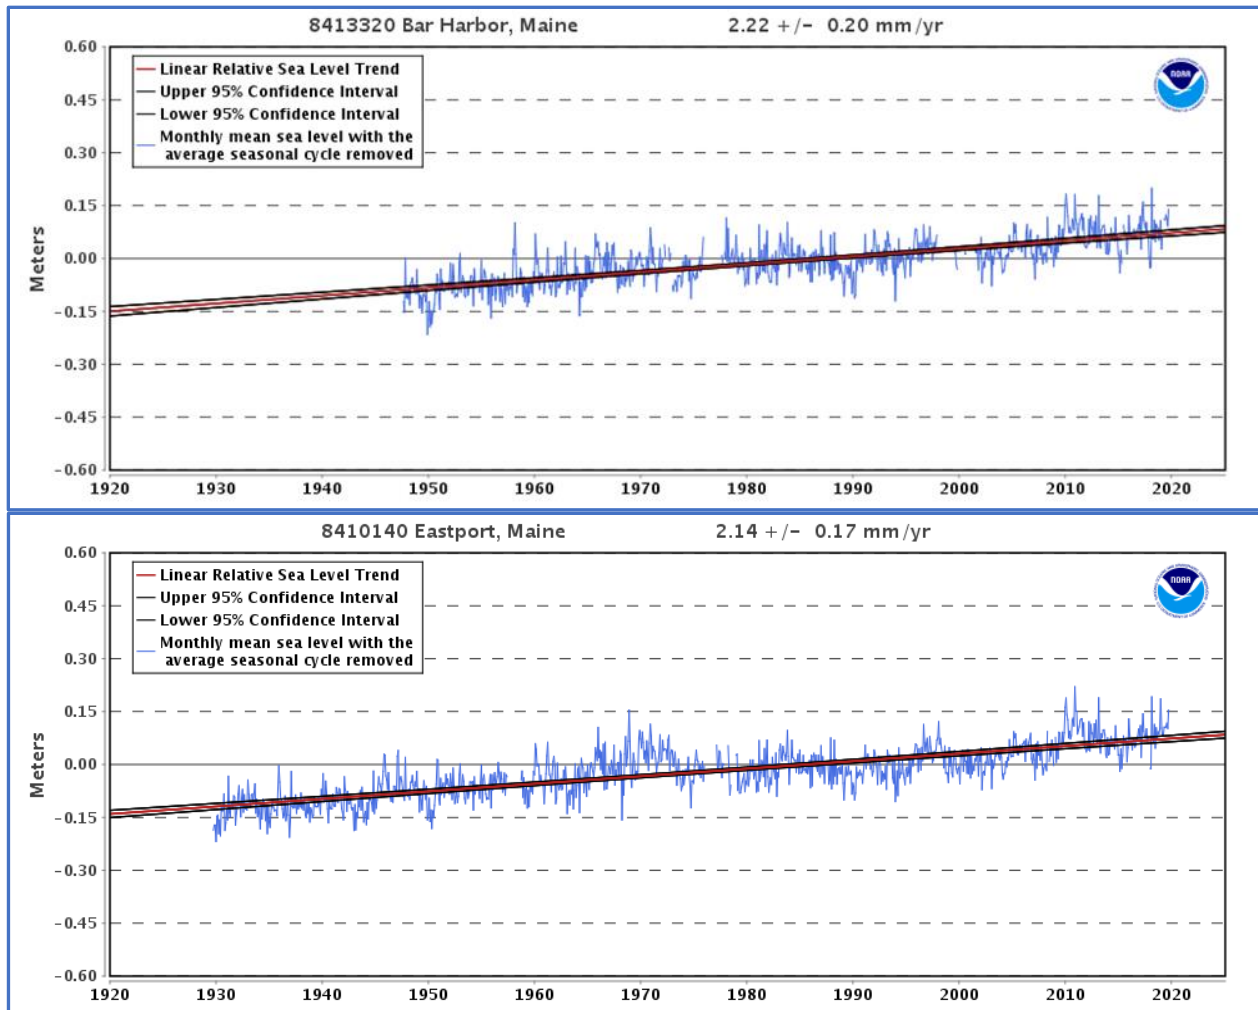 8413320 Bar Harbor, Maine 2.22 +/- 0.20 mm/yr
0.60
Linear Relative Sea Level Trend
Upper 95% Confidence Interval
Lower 95% Confidence Interval
Monthly mean sea level with the
average seasonal cycle removed
NOAA
0.45
0.30
0.15
0.00
−0.15
−0.30
−0.45
−0.60
Meters
1920 1930 1940 1950 1960 1970 1980 1990 2000 2010 2020
8410140 Eastport, Maine 2.14 +/- 0.17 mm/yr
0.60
Linear Relative Sea Level Trend
Upper 95% Confidence Interval
Lower 95% Confidence Interval
Monthly mean sea level with the
average seasonal cycle removed
NOAA
0.45
0.30
0.15
0.00
−0.15
−0.30
−0.45
−0.60
Meters
1920 1930 1940 1950 1960 1970 1980 1990 2000 2010 2020